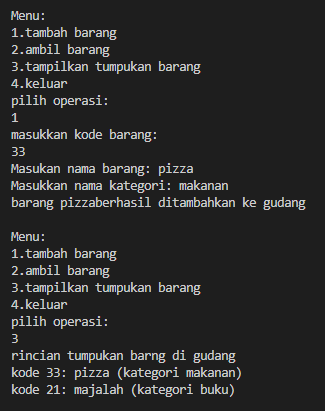 Menu:
1.tambah barang
2.ambil barang
3.tampilkan tumpukan barang
4.keluar
pilih operasi:
1
masukkan kode barang:
33
Masukan nama barang: pizza
Masukkan nama kategori: makanan
barang pizzaberhasil ditambahkan ke gudang

Menu:
1.tambah barang
2.ambil barang
3.tampilkan tumpukan barang
4.keluar
pilih operasi:
3
rincian tumpukan barng di gudang
kode 33: pizza (kategori makanan)
kode 21: majalah (kategori buku)